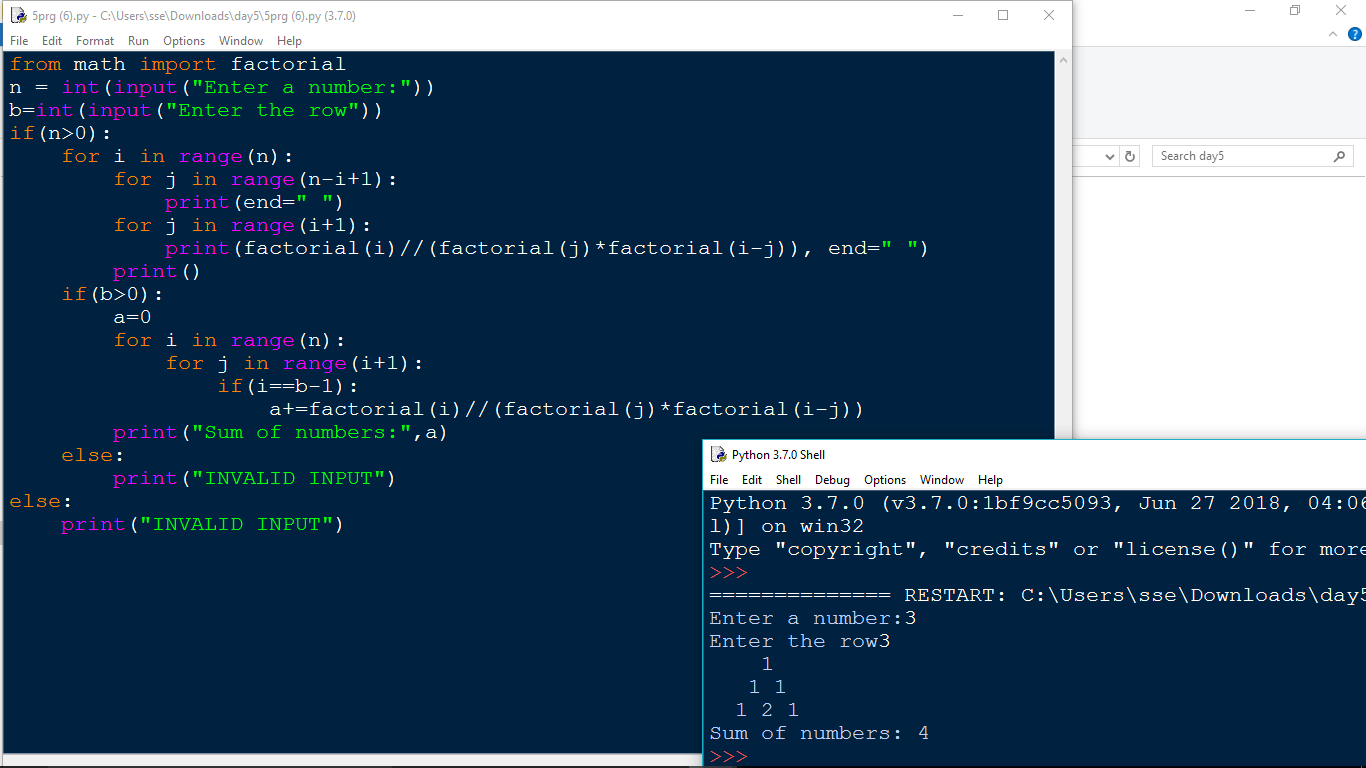 5prg (6).py - C:\Users\sse\Downloads\day5\5prg (6).py (3.7.0)
File Edit Format Run Options Window Help
from math import factorial
n = int(input("Enter a number:"))
b=int(input("Enter the row"))
if(n>0):
    for i in range(n):
        for j in range(n-i+1):
            print(end=" ")
        for j in range(i+1):
            print(factorial(i)//(factorial(j)*factorial(i-j)), end=" ")
        print()
    if(b>0):
        a=0
        for i in range(n):
            for j in range(i+1):
                if(i==b-1):
                    a+=factorial(i)//(factorial(j)*factorial(i-j))
        print("Sum of numbers:",a)
    else:
        print("INVALID INPUT")
else:
    print("INVALID INPUT")
Search day5
Python 3.7.0 Shell
File Edit Shell Debug Options Window Help
Python 3.7.0 (v3.7.0:1bf9cc5093, Jun 27 2018, 04:06
l)] on win32
Type "copyright", "credits" or "license()" for more
>>>
============== RESTART: C:\Users\sse\Downloads\day5
Enter a number:3
Enter the row3
    1
   1 1
  1 2 1
Sum of numbers: 4
>>>